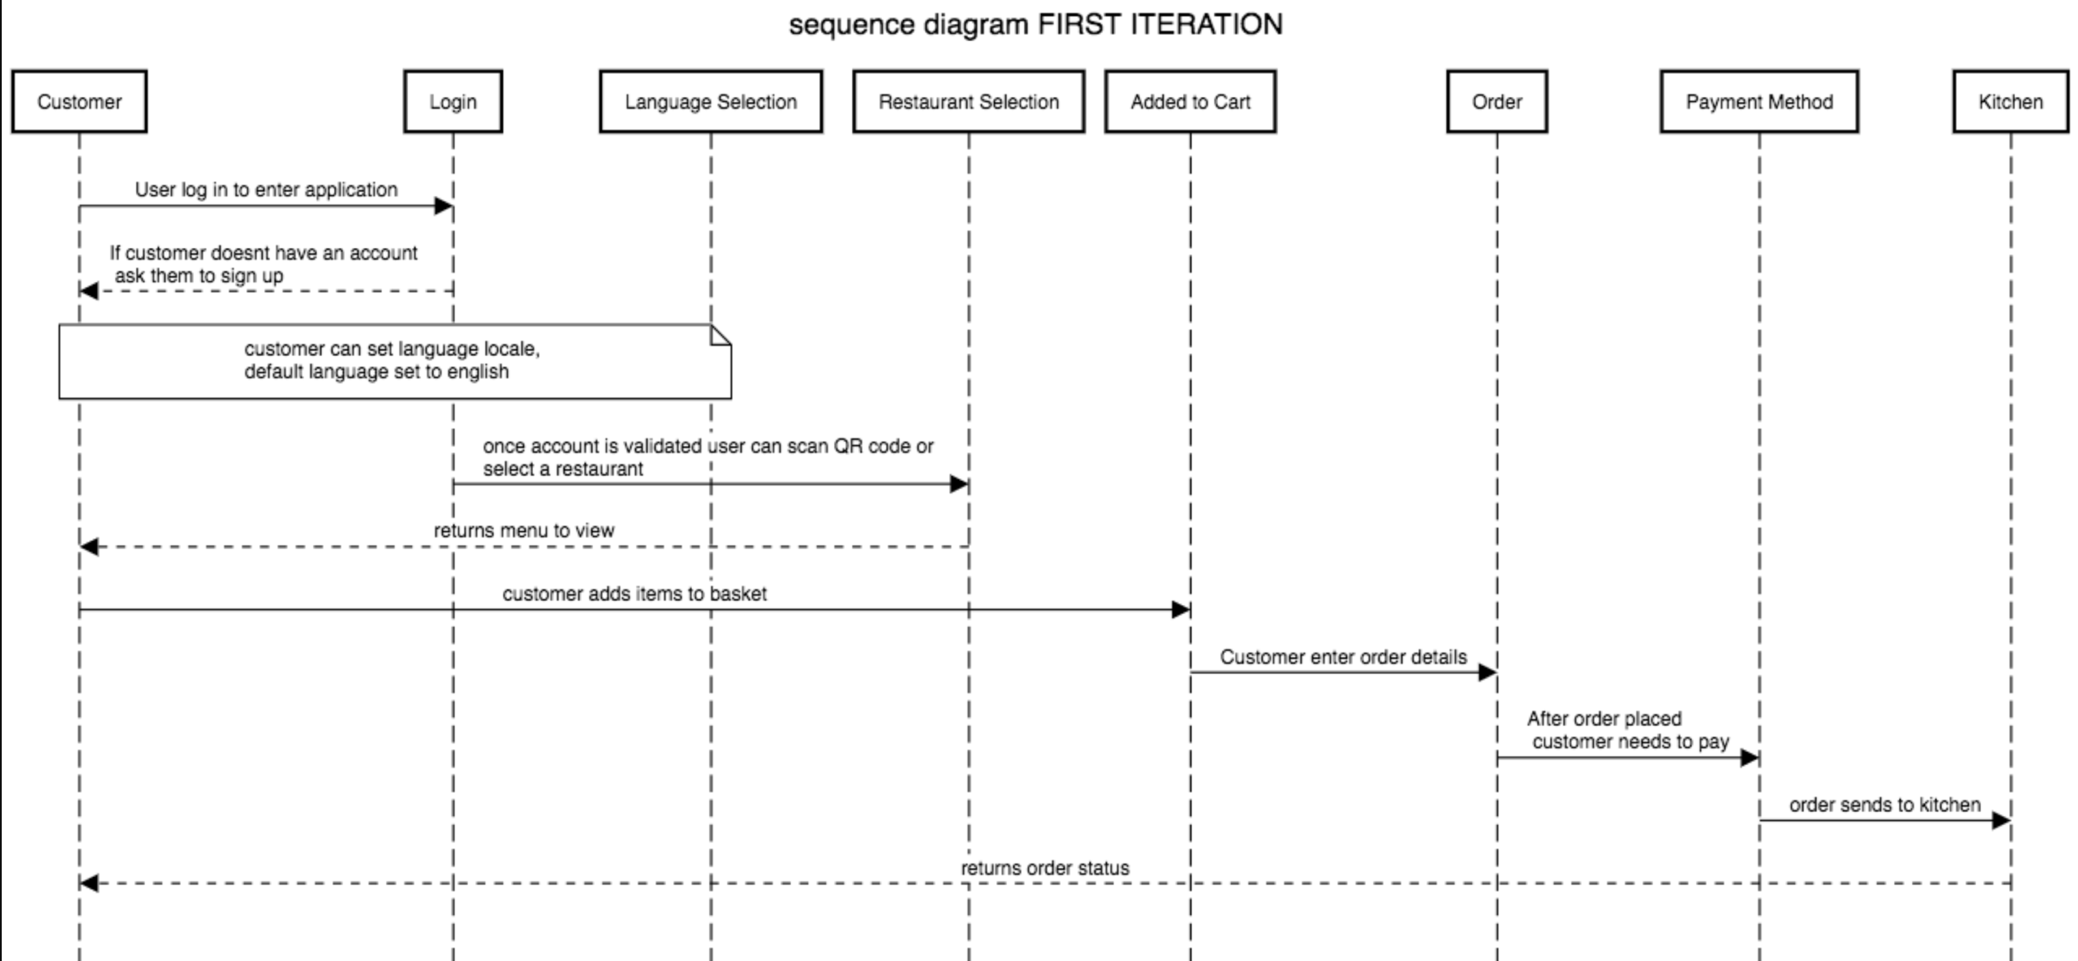 sequence diagram FIRST ITERATION
Customer
Login
Language Selection
Restaurant Selection
Added to Cart
Order
Payment Method
Kitchen
User log in to enter application
If customer doesnt have an account
ask them to sign up
customer can set language locale,
default language set to english
once account is validated user can scan QR code or
select a restaurant
returns menu to view
customer adds items to basket
Customer enter order details
After order placed
customer needs to pay
order sends to kitchen
returns order status